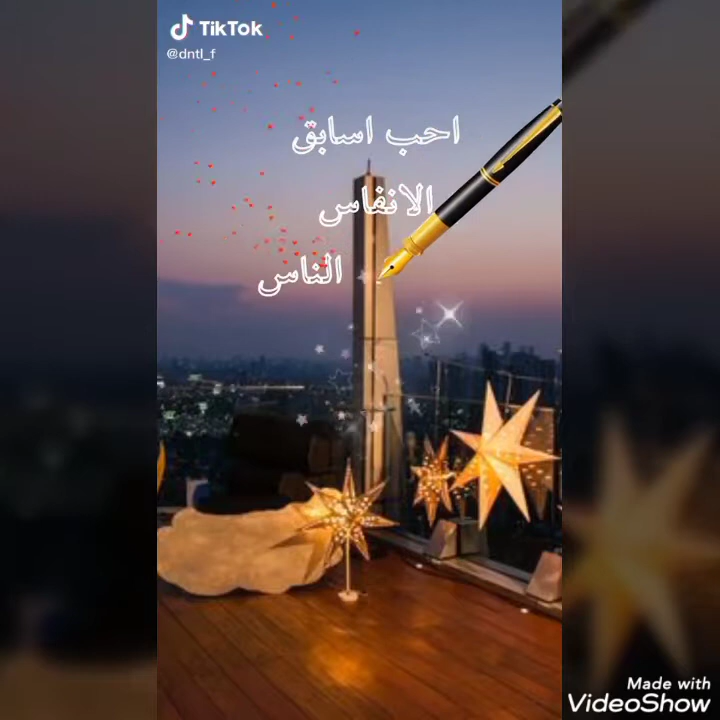 TikTok
@dntl_f
احب اسابق
الانفاس
الناس
Made with
VideoShow